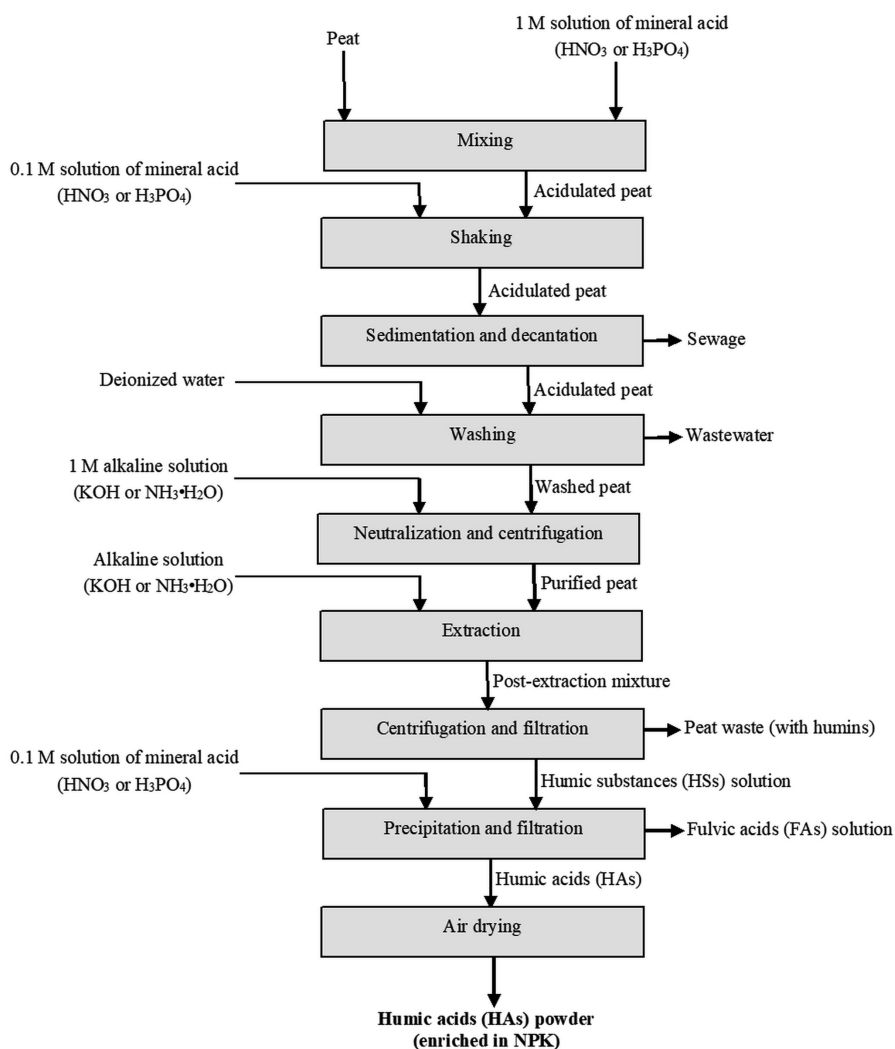 Peat
1 M solution of mineral acid
(HNO₃ or H₃PO₄)
Mixing
0.1 M solution of mineral acid
(HNO₃ or H₃PO₄)
Acidulated peat
Shaking
Acidulated peat
Sedimentation and decantation
Sewage
Deionized water
Acidulated peat
Washing
Wastewater
1 M alkaline solution
(KOH or NH₃•H₂O)
Washed peat
Neutralization and centrifugation
Alkaline solution
(KOH or NH₃•H₂O)
Purified peat
Extraction
Post-extraction mixture
Centrifugation and filtration
Peat waste (with humins)
0.1 M solution of mineral acid
(HNO₃ or H₃PO₄)
Humic substances (HSs) solution
Precipitation and filtration
Fulvic acids (FAs) solution
Humic acids (HAs)
Air drying
Humic acids (HAs) powder
(enriched in NPK)